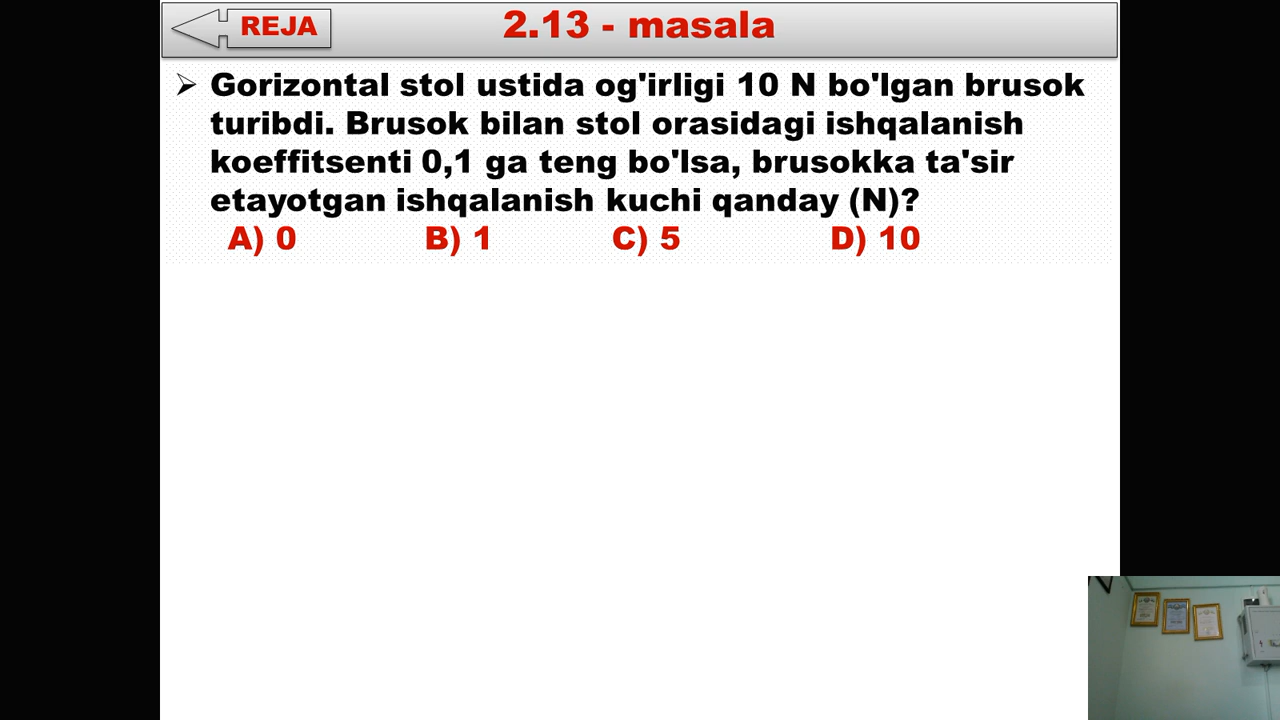 REJA
2.13 - masala
Gorizontal stol ustida og'irligi 10 N bo'lgan brusok
turibdi. Brusok bilan stol orasidagi ishqalanish
koeffitsenti 0,1 ga teng bo'lsa, brusokka ta'sir
etayotgan ishqalanish kuchi qanday (N)?
A) 0 B) 1 C) 5 D) 10